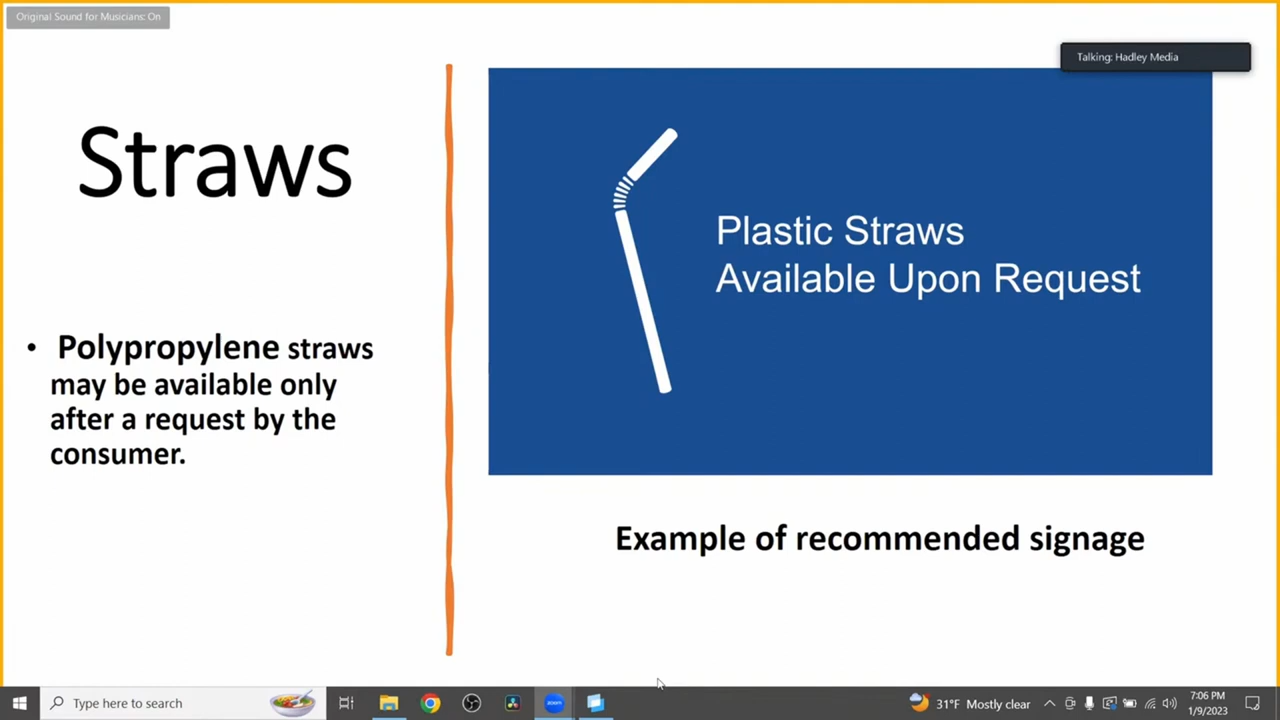 Original Sound for Musicians: On
Talking: Hadley Media
Straws
• Polypropylene straws
may be available only
after a request by the
consumer.
Plastic Straws
Available Upon Request
Example of recommended signage
Type here to search
zoom
31°F Mostly clear
7:06 PM
1/9/2023